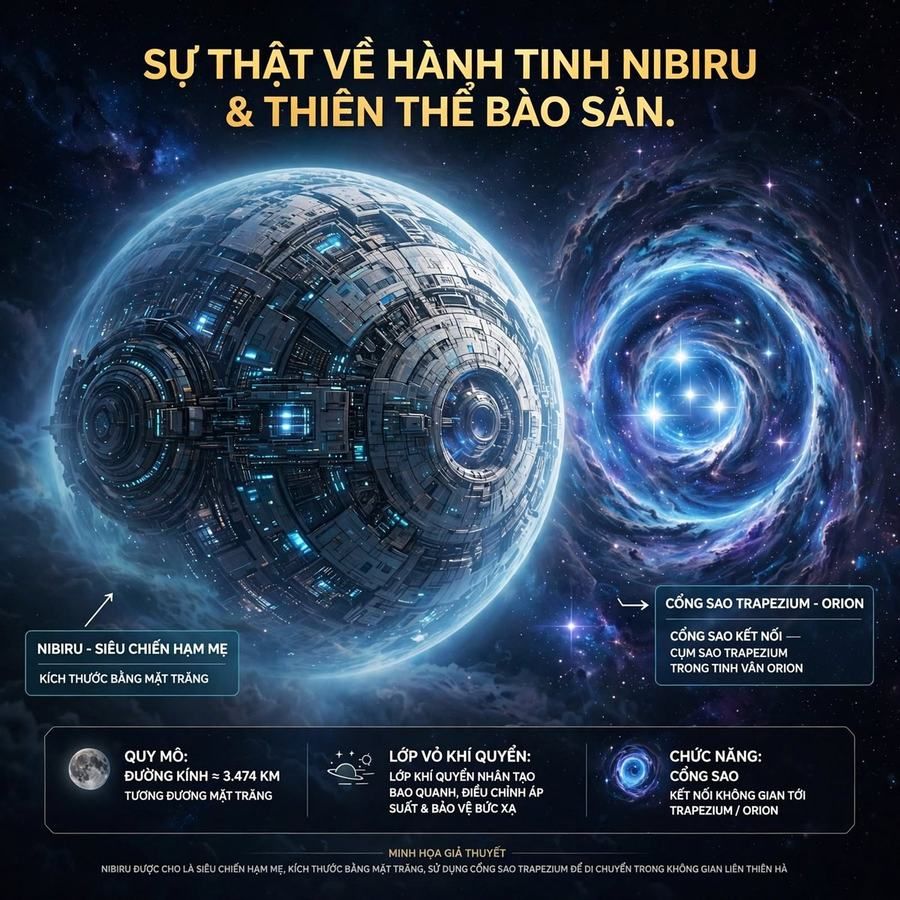 SỰ THẬT VỀ HÀNH TINH NIBIRU
& THIÊN THỂ BÀO SẢN.
NIBIRU - SIÊU CHIẾN HẠM MẸ
KÍCH THƯỚC BẰNG MẶT TRĂNG
CỔNG SAO TRAPEZIUM - ORION
CỔNG SAO KẾT NỐI —
CỤM SAO TRAPEZIUM
TRONG TINH VÂN ORION
QUY MÔ:
ĐƯỜNG KÍNH ≈ 3.474 KM
TƯƠNG ĐƯƠNG MẶT TRĂNG
LỚP VỎ KHÍ QUYỂN:
LỚP KHÍ QUYỂN NHÂN TẠO
BAO QUANH, ĐIỀU CHỈNH ÁP
SUẤT & BẢO VỆ BỨC XẠ
CHỨC NĂNG:
CỔNG SAO
KẾT NỐI KHÔNG GIAN TỚI
TRAPEZIUM / ORION
MINH HỌA GIẢ THUYẾT
NIBIRU ĐƯỢC CHO LÀ SIÊU CHIẾN HẠM MẸ, KÍCH THƯỚC BẰNG MẶT TRĂNG, SỬ DỤNG CỔNG SAO TRAPEZIUM ĐỂ DI CHUYỂN TRONG KHÔNG GIAN LIÊN THIÊN HÀ